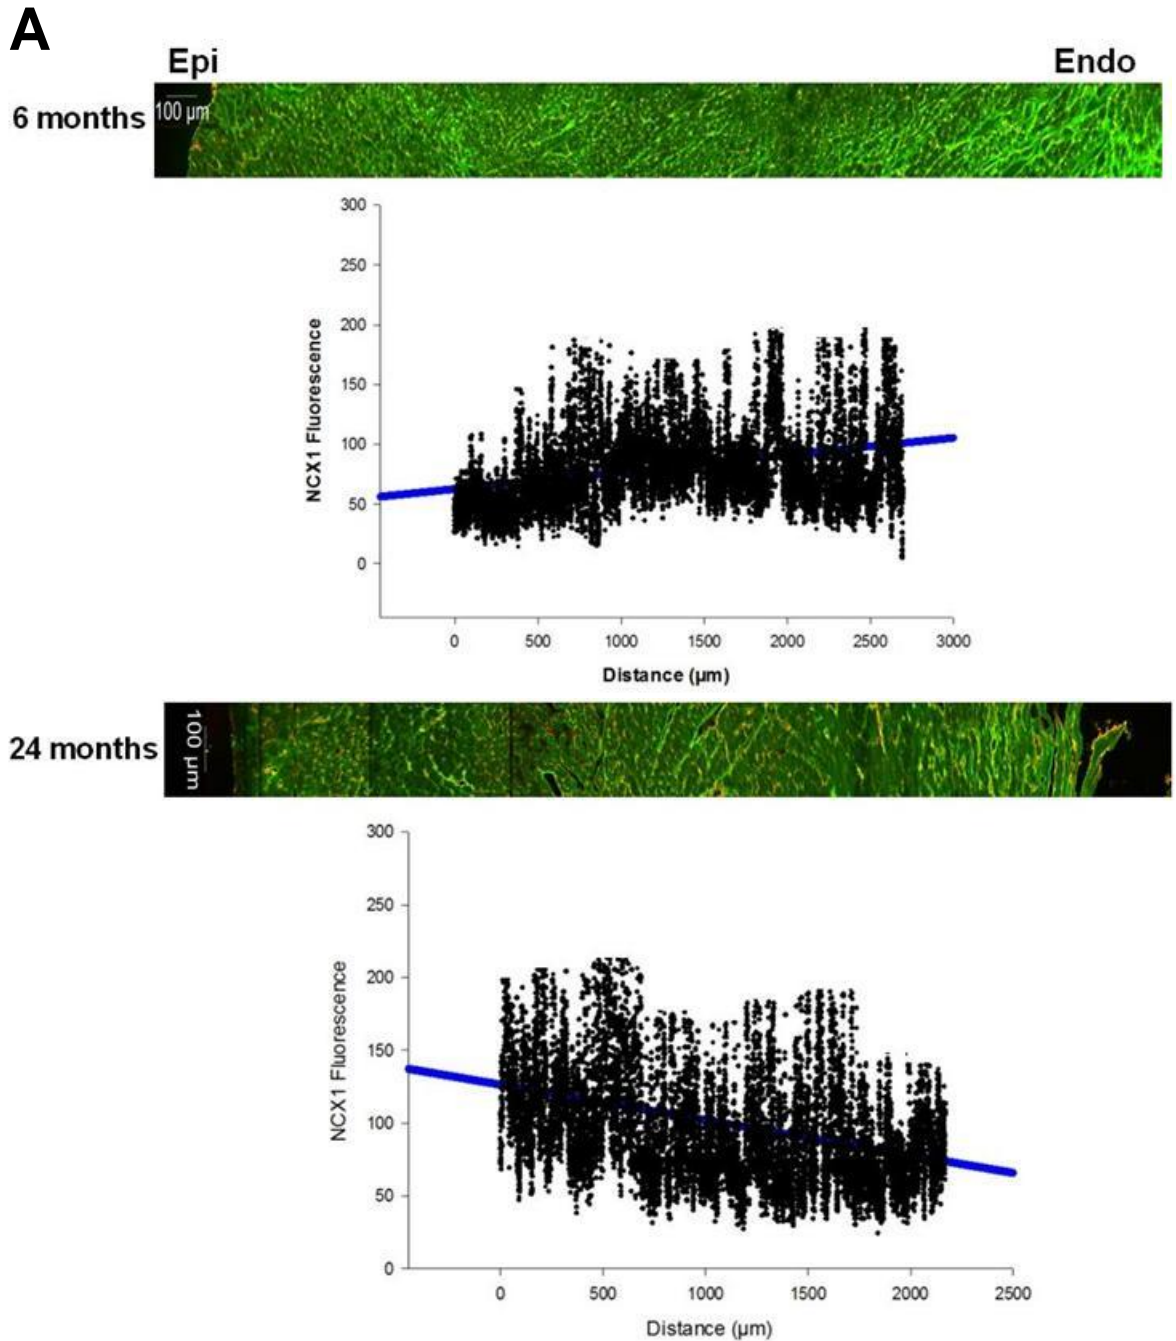 A
Epi Endo
6 months
100 µm
300
250
200
150
100
50
0
NCX1 Fluorescence
0 500 1000 1500 2000 2500 3000
Distance (µm)
24 months
100 µm
300
250
200
150
100
50
0
NCX1 Fluorescence
0 500 1000 1500 2000 2500
Distance (µm)